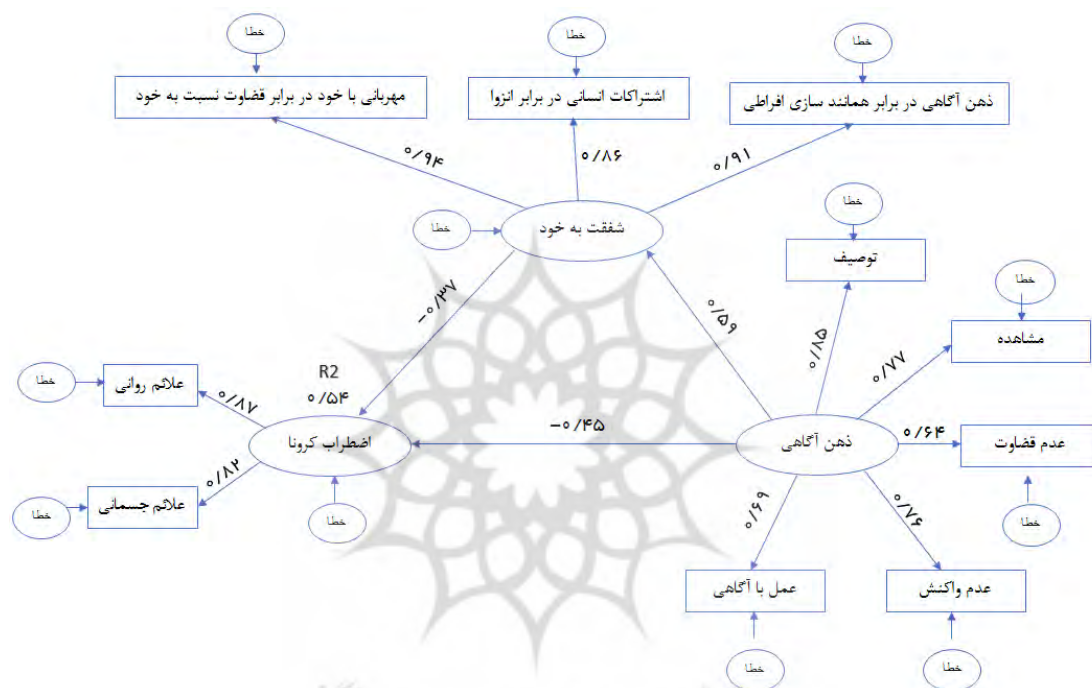 خطا
خطا
خطا
ذهن آگاهی در برابر همانند سازی افراطی
اشتراکات انسانی در برابر انزوا
مهربانی با خود در برابر قضاوت نسبت به خود
۰/۹۱
۰/۸۶
۰/۹۴
خطا
شفقت به خود
خطا
توصیف
خطا
مشاهده
۰/۵۹
۰/۸۵
۰/۷۷
-۰/۳۷
R2
۰/۵۴
علائم روانی
خطا
۰/۸۷
ذهن آگاهی
-۰/۴۵
اضطراب کرونا
۰/۶۴
عدم قضاوت
خطا
۰/۸۲
علائم جسمانی
خطا
خطا
۰/۷۶
۰/۶۹
عدم واکنش
عمل با آگاهی
خطا
خطا